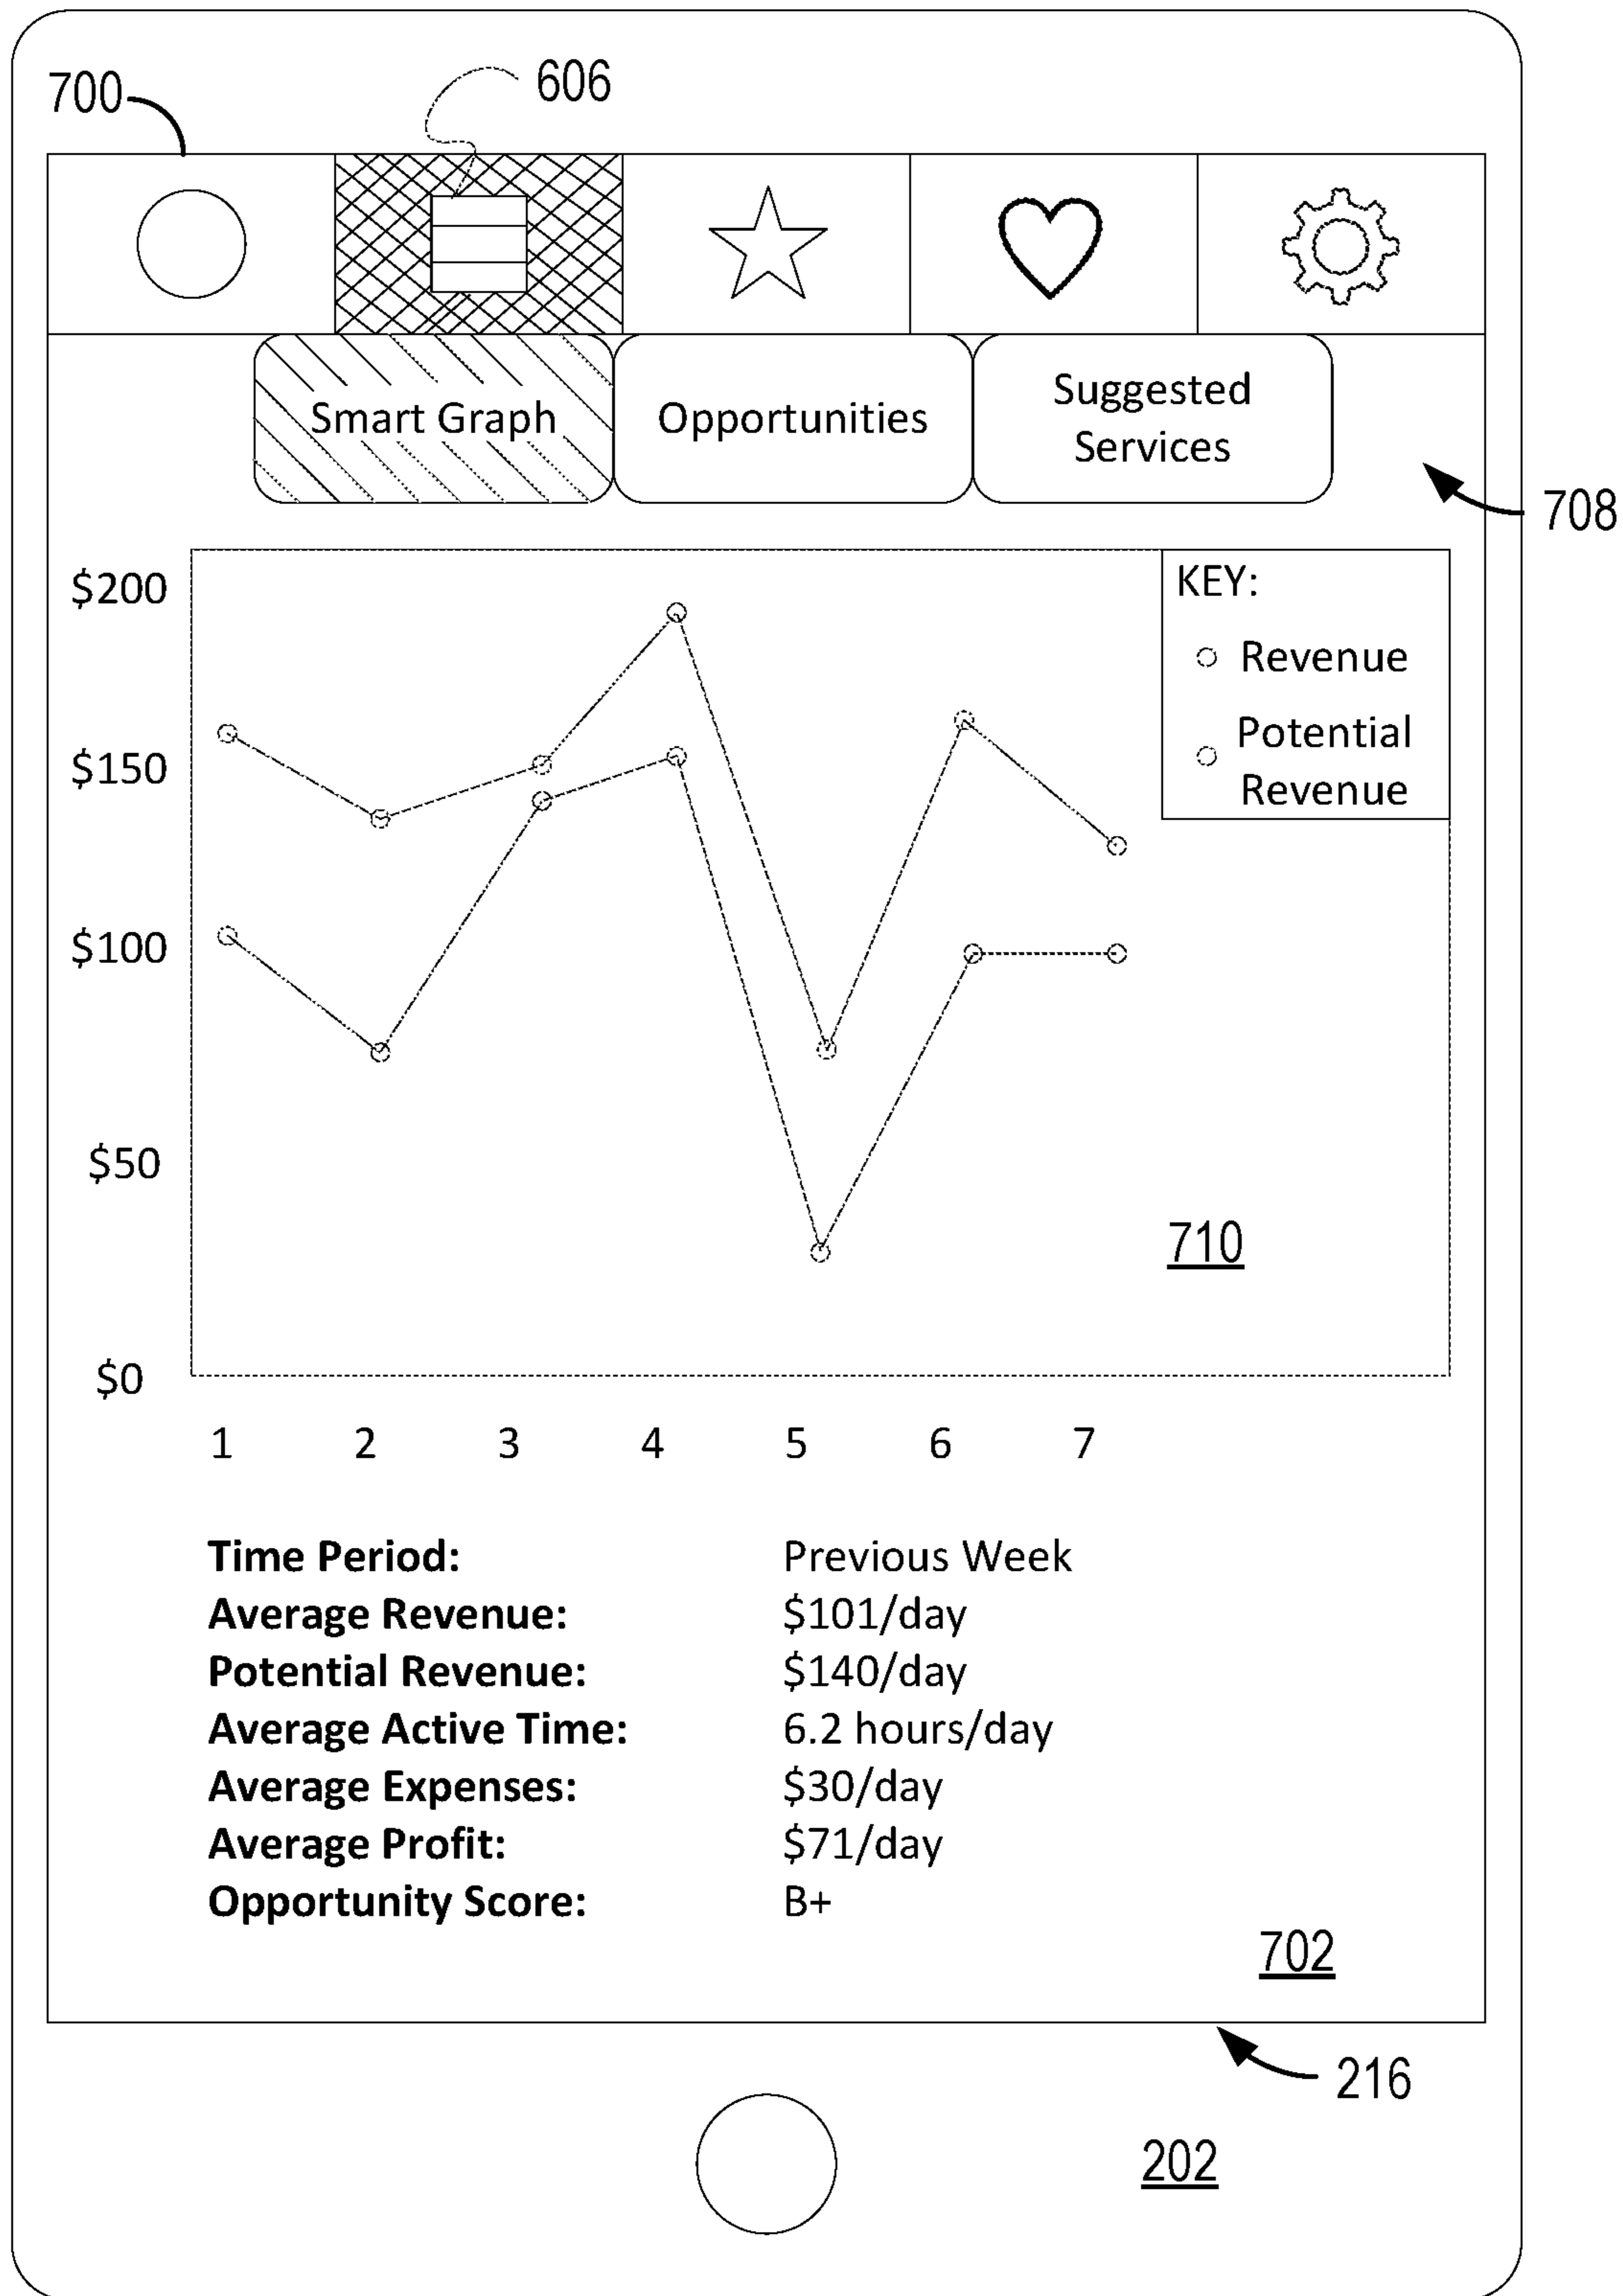 700
606
Smart Graph
Opportunities
Suggested
Services
708
$200
KEY:
Revenue
Potential
Revenue
$150
$100
$50
710
$0
1 2 3 4 5 6 7
Time Period: Previous Week
Average Revenue: $101/day
Potential Revenue: $140/day
Average Active Time: 6.2 hours/day
Average Expenses: $30/day
Average Profit: $71/day
Opportunity Score: B+
702
216
202